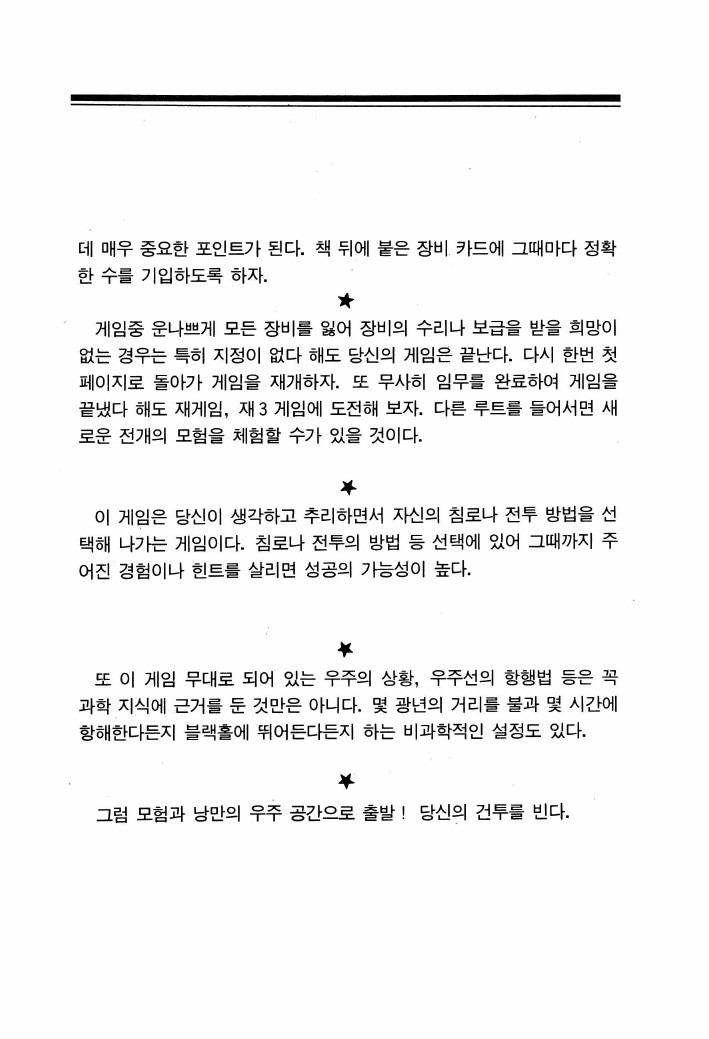 데 매우 중요한 포인트가 된다. 책 뒤에 붙은 장비 카드에 그때마다 정확
한 수를 기입하도록 하자.
★
게임중 운나쁘게 모든 장비를 잃어 장비의 수리나 보급을 받을 희망이
없는 경우는 특히 지정이 없다 해도 당신의 게임은 끝난다. 다시 한번 첫
페이지로 돌아가 게임을 재개하자. 또 무사히 임무를 완료하여 게임을
끝냈다 해도 재게임, 재 3 게임에 도전해 보자. 다른 루트를 들어서면 새
로운 전개의 모험을 체험할 수가 있을 것이다.
★
이 게임은 당신이 생각하고 추리하면서 자신의 침로나 전투 방법을 선
택해 나가는 게임이다. 침로나 전투의 방법 등 선택에 있어 그때까지 주
어진 경험이나 힌트를 살리면 성공의 가능성이 높다.
★
또 이 게임 무대로 되어 있는 우주의 상황, 우주선의 항행법 등은 꼭
과학 지식에 근거를 둔 것만은 아니다. 몇 광년의 거리를 불과 몇 시간에
항해한다든지 블랙홀에 뛰어든다든지 하는 비과학적인 설정도 있다.
★
그럼 모험과 낭만의 우주 공간으로 출발! 당신의 건투를 빈다.